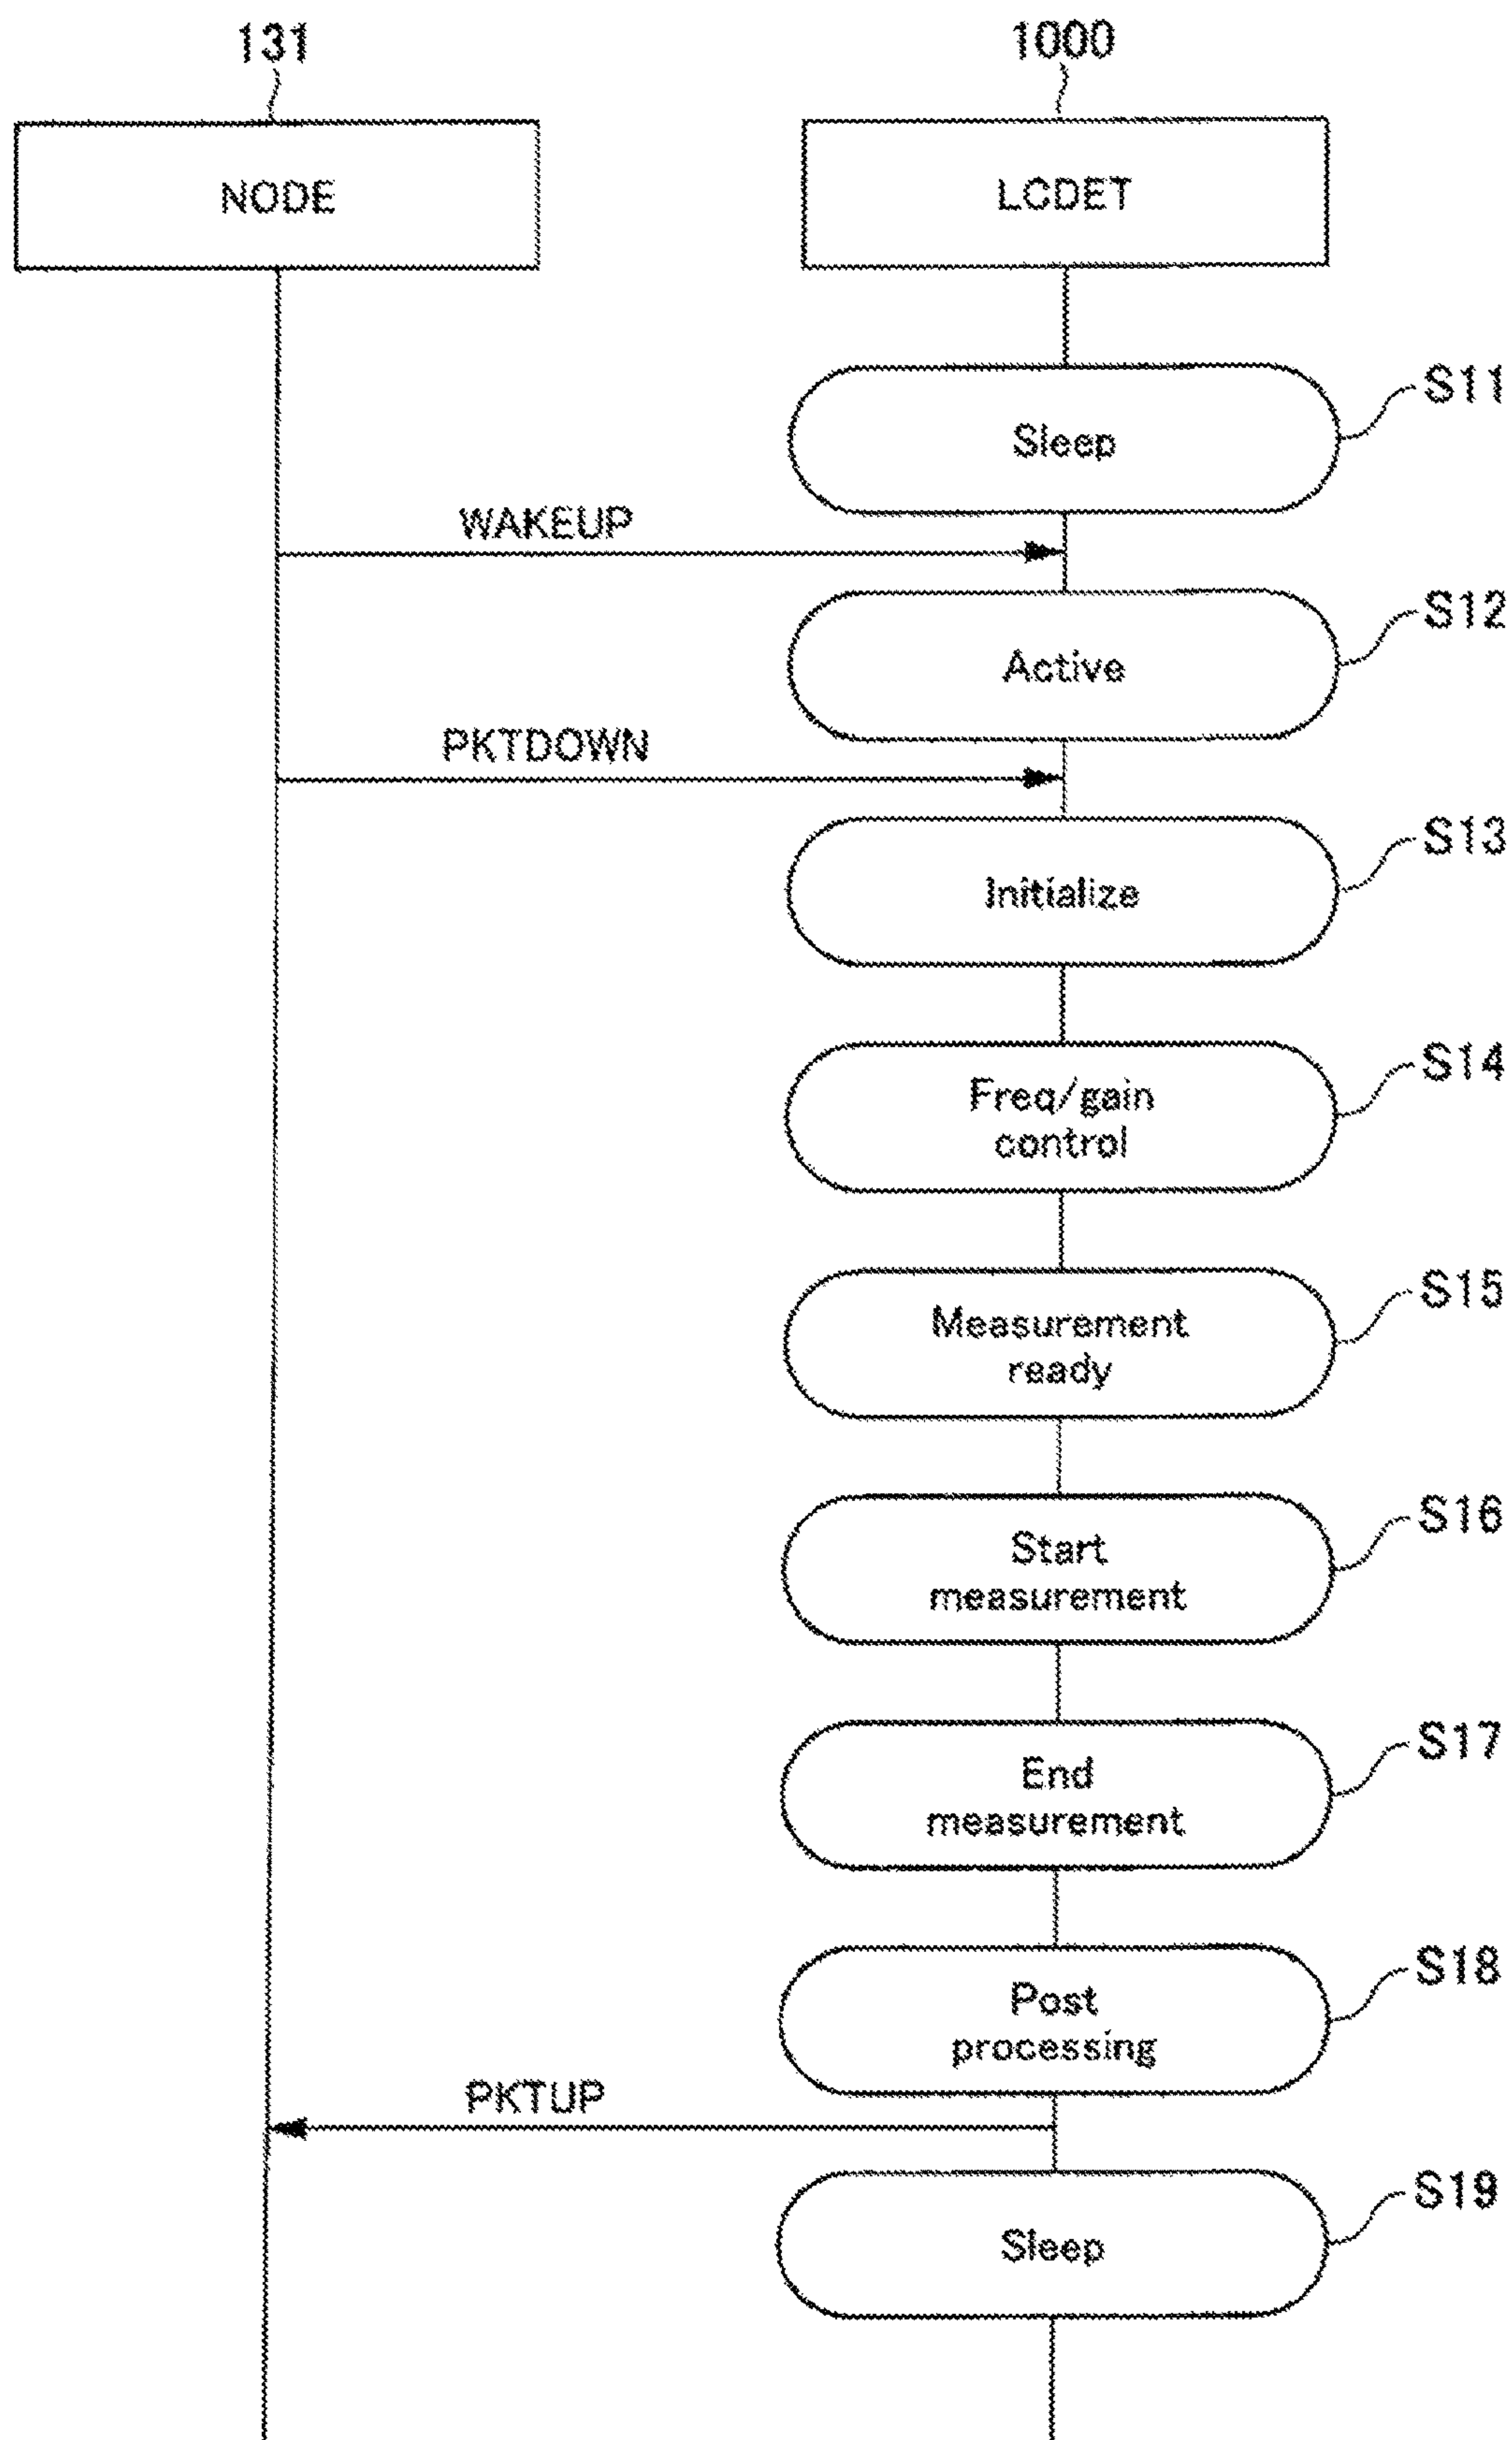 131
1000
NODE
LCDET
S11
Sleep
WAKEUP
S12
Active
PKTDOWN
S13
Initialize
S14
Freq/gain
control
S15
Measurement
ready
S16
Start
measurement
S17
End
measurement
S18
Post
processing
PKTUP
S19
Sleep